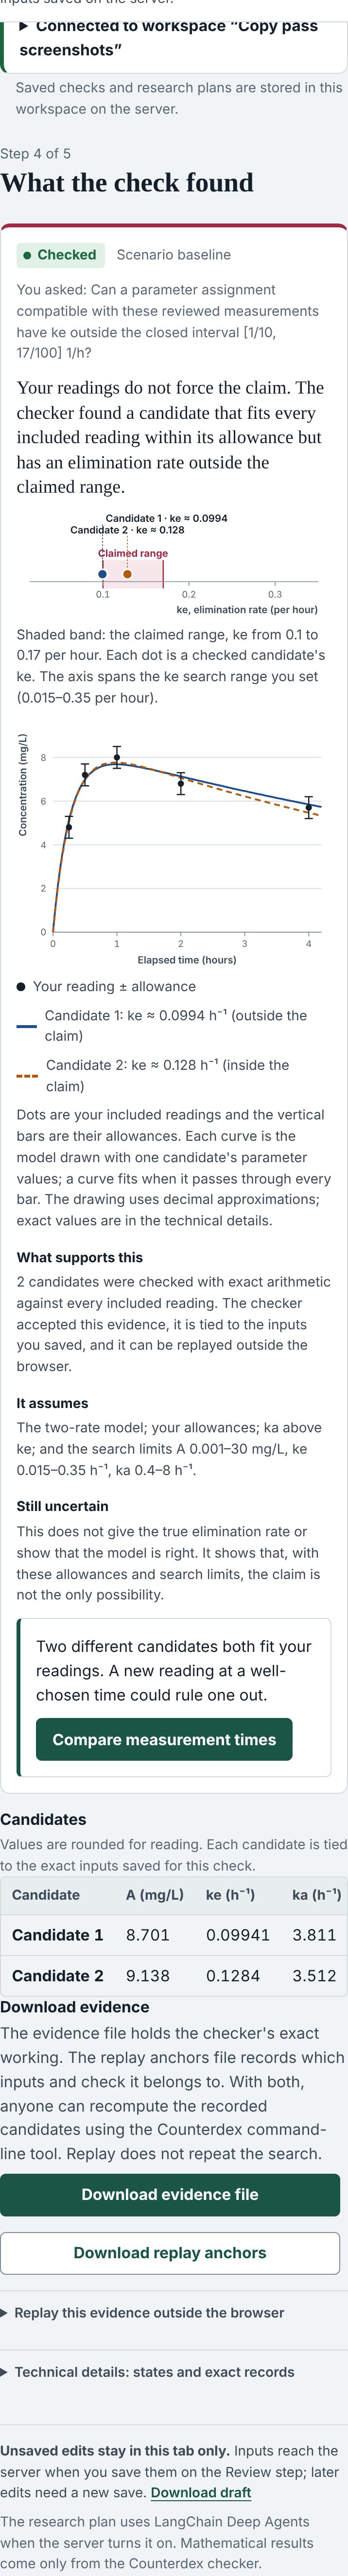 ▶ Connected to workspace “Copy pass
screenshots”
Saved checks and research plans are stored in this
workspace on the server.
Step 4 of 5
What the check found
Checked
Scenario baseline
You asked: Can a parameter assignment
compatible with these reviewed measurements
have ke outside the closed interval [1/10,
17/100] 1/h?
Your readings do not force the claim. The
checker found a candidate that fits every
included reading within its allowance but
has an elimination rate outside the
claimed range.
Candidate 1 · ke ≈ 0.0994
Candidate 2 · ke ≈ 0.128
Claimed range
0.1 0.2 0.3
ke, elimination rate (per hour)
Shaded band: the claimed range, ke from 0.1 to
0.17 per hour. Each dot is a checked candidate's
ke. The axis spans the ke search range you set
(0.015–0.35 per hour).
Concentration (mg/L)
8
6
4
2
0
0 1 2 3 4
Elapsed time (hours)
Your reading ± allowance
Candidate 1: ke ≈ 0.0994 h⁻¹ (outside the
claim)
Candidate 2: ke ≈ 0.128 h⁻¹ (inside the
claim)
Dots are your included readings and the vertical
bars are their allowances. Each curve is the
model drawn with one candidate's parameter
values; a curve fits when it passes through every
bar. The drawing uses decimal approximations;
exact values are in the technical details.
What supports this
2 candidates were checked with exact arithmetic
against every included reading. The checker
accepted this evidence, it is tied to the inputs
you saved, and it can be replayed outside the
browser.
It assumes
The two-rate model; your allowances; ka above
ke; and the search limits A 0.001–30 mg/L, ke
0.015–0.35 h⁻¹, ka 0.4–8 h⁻¹.
Still uncertain
This does not give the true elimination rate or
show that the model is right. It shows that, with
these allowances and search limits, the claim is
not the only possibility.
Two different candidates both fit your
readings. A new reading at a well-
chosen time could rule one out.
Compare measurement times
Candidates
Values are rounded for reading. Each candidate is tied
to the exact inputs saved for this check.
Candidate A (mg/L) ke (h⁻¹) ka (h⁻¹)
Candidate 1 8.701 0.09941 3.811
Candidate 2 9.138 0.1284 3.512
Download evidence
The evidence file holds the checker's exact
working. The replay anchors file records which
inputs and check it belongs to. With both,
anyone can recompute the recorded
candidates using the Counterdex command-
line tool. Replay does not repeat the search.
Download evidence file
Download replay anchors
▶ Replay this evidence outside the browser
▶ Technical details: states and exact records
Unsaved edits stay in this tab only. Inputs reach the
server when you save them on the Review step; later
edits need a new save. Download draft
The research plan uses LangChain Deep Agents
when the server turns it on. Mathematical results
come only from the Counterdex checker.